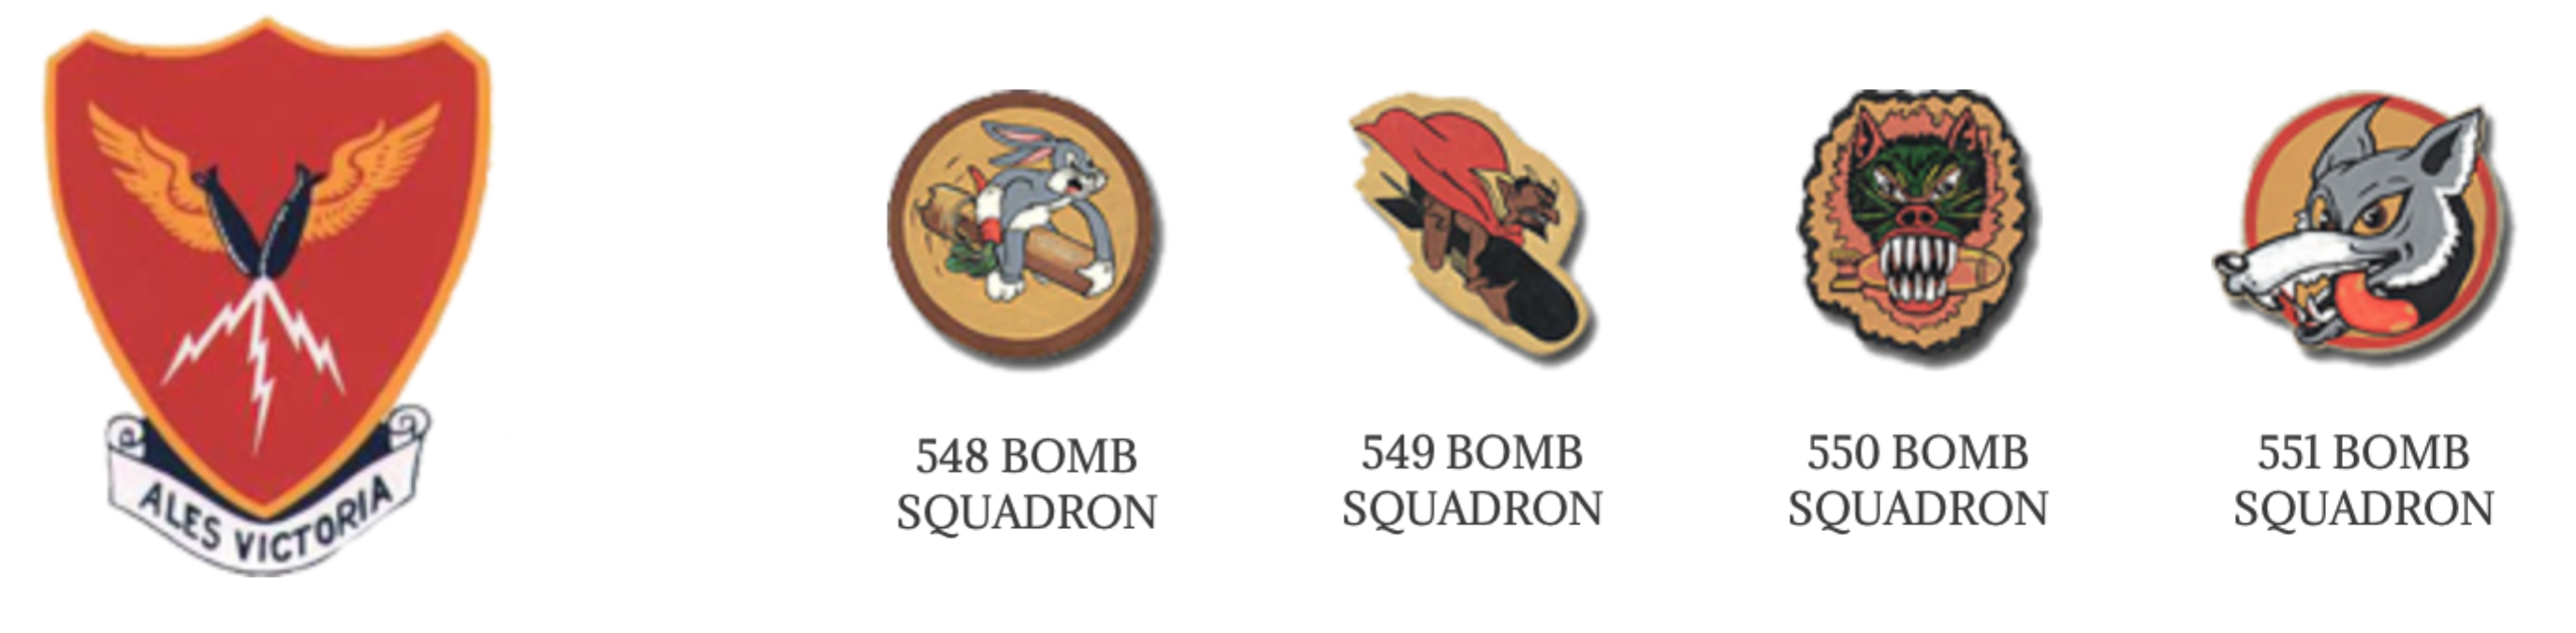 ALES VICTORIA
548 BOMB
SQUADRON
549 BOMB
SQUADRON
550 BOMB
SQUADRON
551 BOMB
SQUADRON